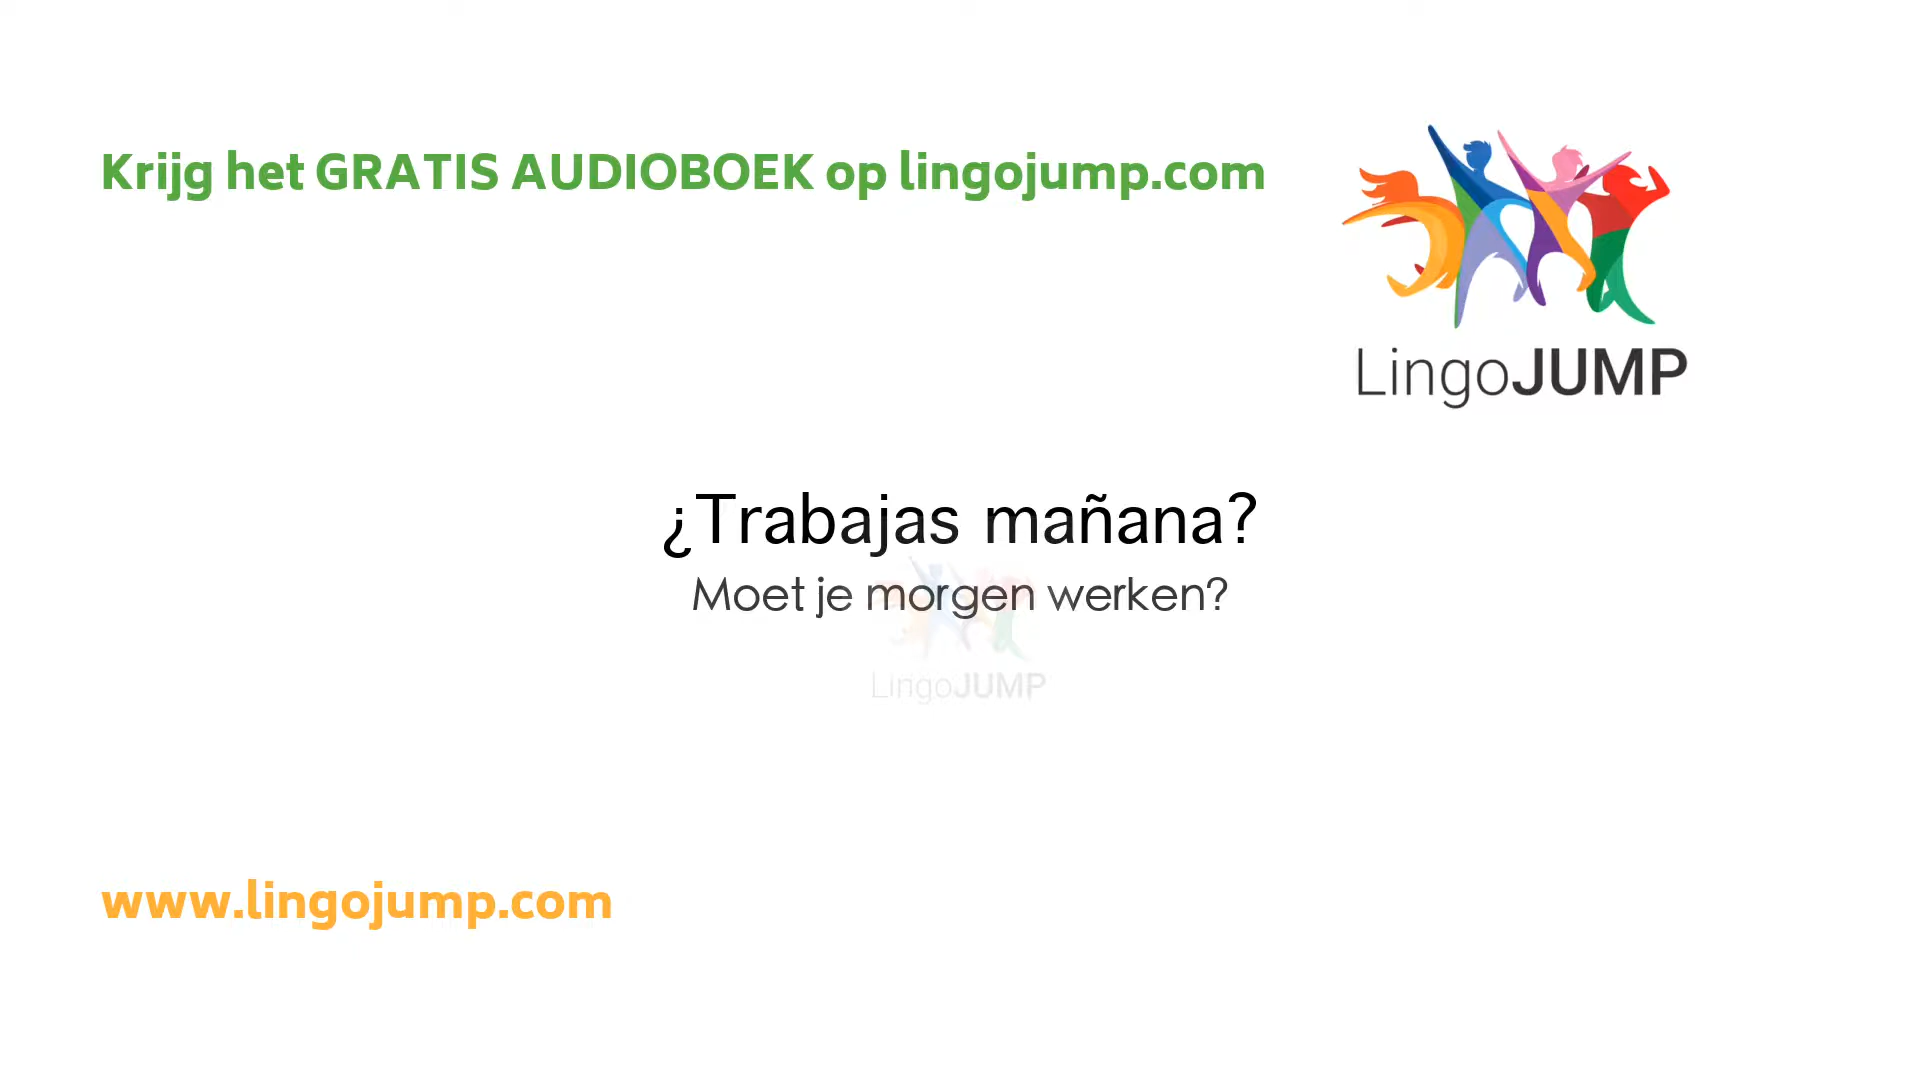 Krijg het GRATIS AUDIOBOEK op lingojump.com
LingoJUMP
¿Trabajas mañana?
Moet je morgen werken?
LingoJUMP
www.lingojump.com